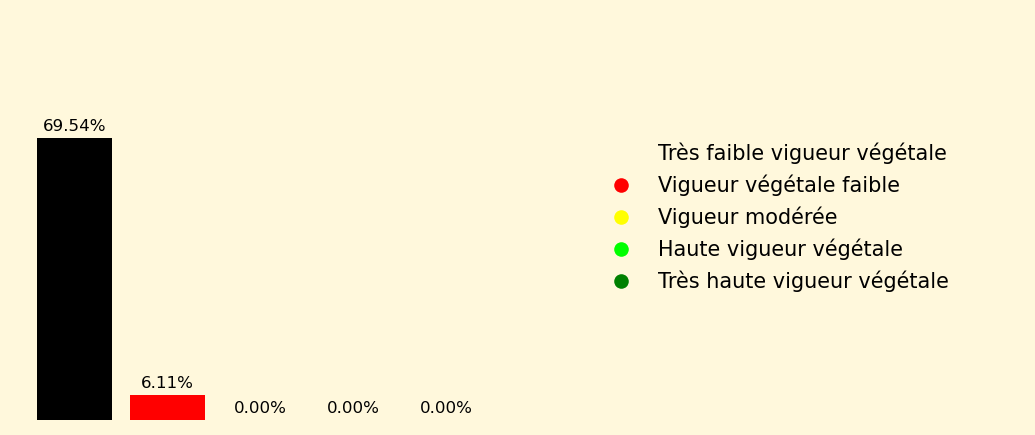 69.54%
6.11%
0.00%
0.00%
0.00%
Très faible vigueur végétale
Vigueur végétale faible
Vigueur modérée
Haute vigueur végétale
Très haute vigueur végétale